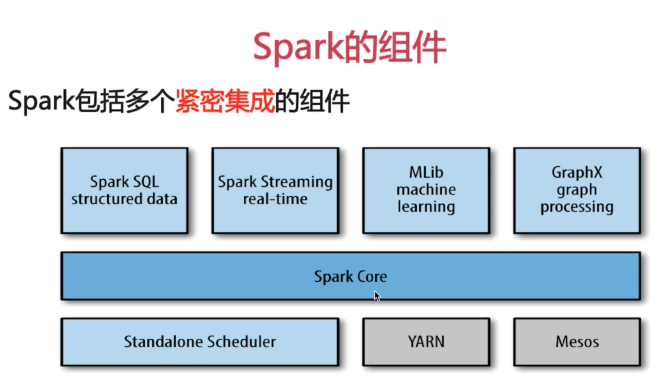 Spark的组件
Spark包括多个紧密集成的组件
Spark SQL
structured data
Spark Streaming
real-time
MLib
machine
learning
GraphX
graph
processing
Spark Core
Standalone Scheduler
YARN
Mesos